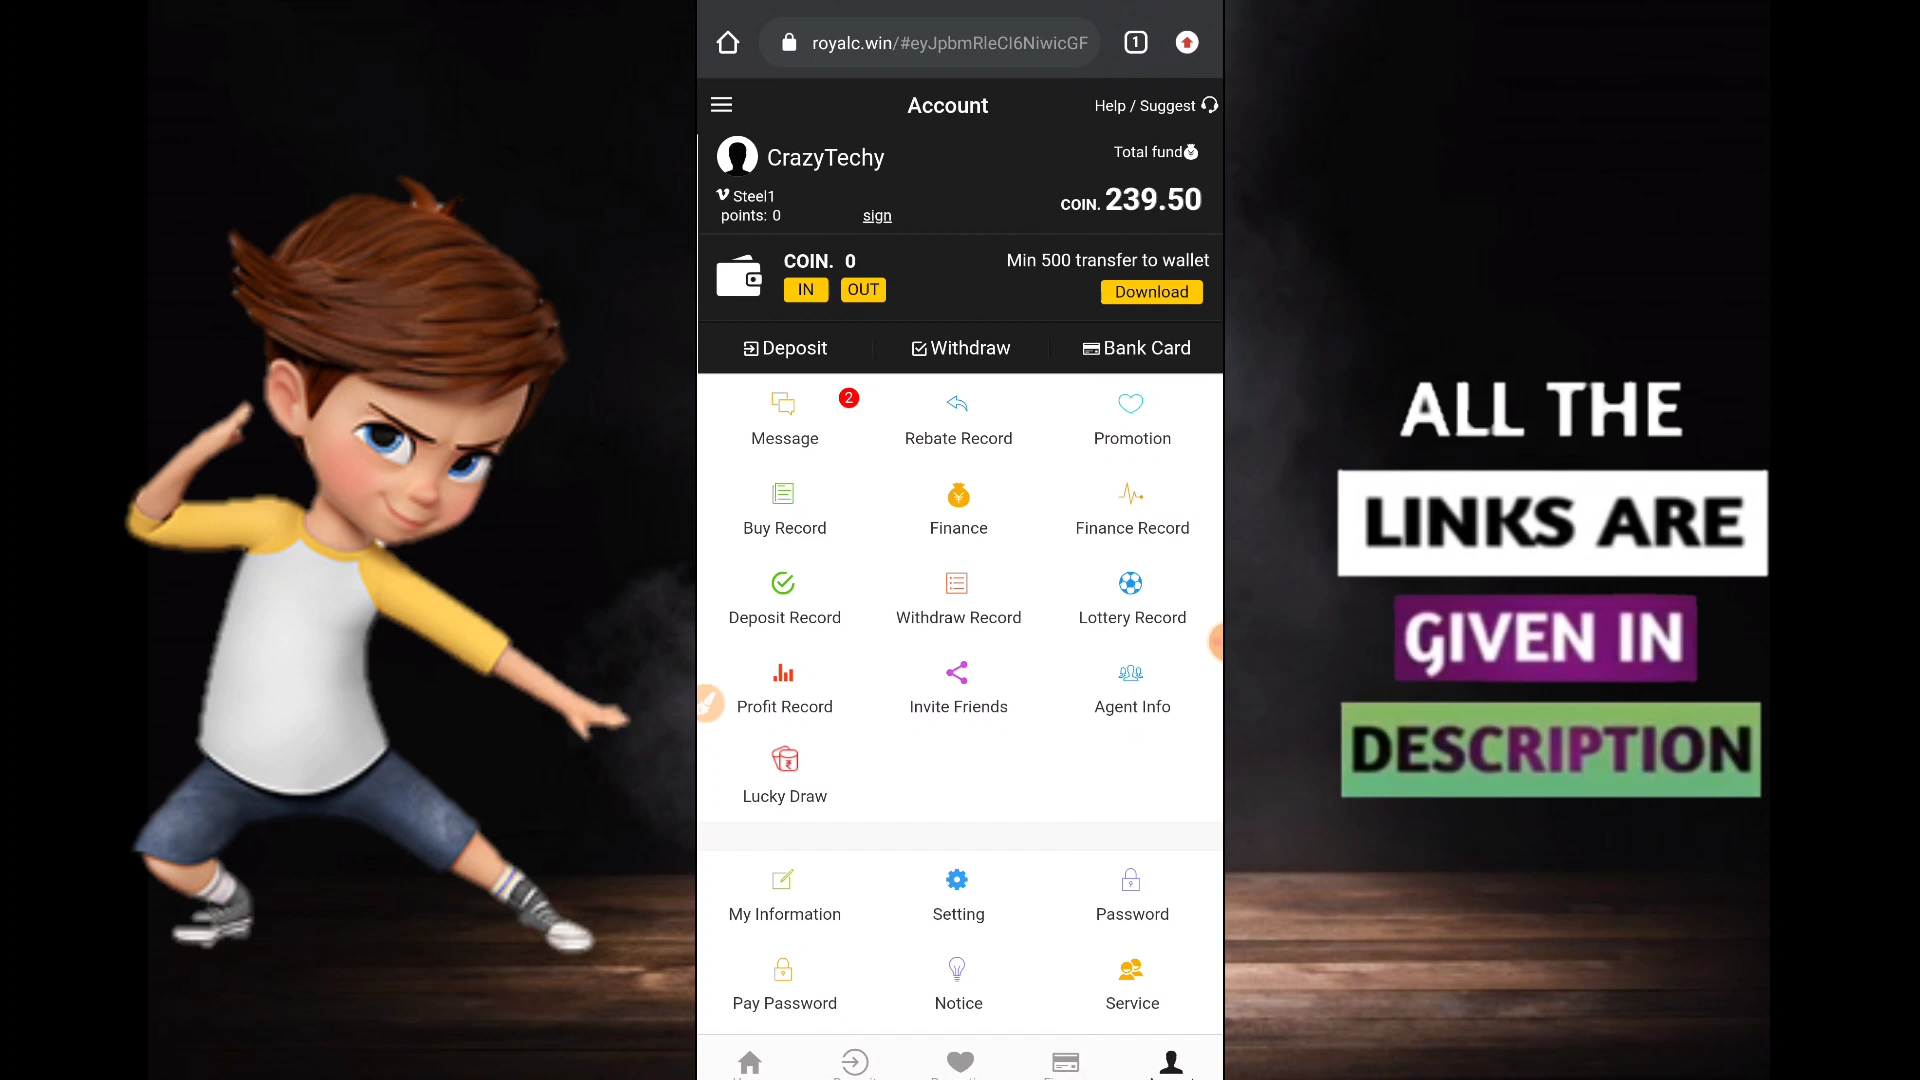 royalc.win/#eyJpbmRleCI6NiwicGF
1
Account
Help / Suggest
CrazyTechy
Total fund
Steel1
points: 0
sign
COIN. 239.50
COIN. 0
Min 500 transfer to wallet
IN
OUT
Download
Deposit
Withdraw
Bank Card
2
Message
Rebate Record
Promotion
Buy Record
Finance
Finance Record
Deposit Record
Withdraw Record
Lottery Record
Profit Record
Invite Friends
Agent Info
Lucky Draw
My Information
Setting
Password
Pay Password
Notice
Service
ALL THE
LINKS ARE
GIVEN IN
DESCRIPTION